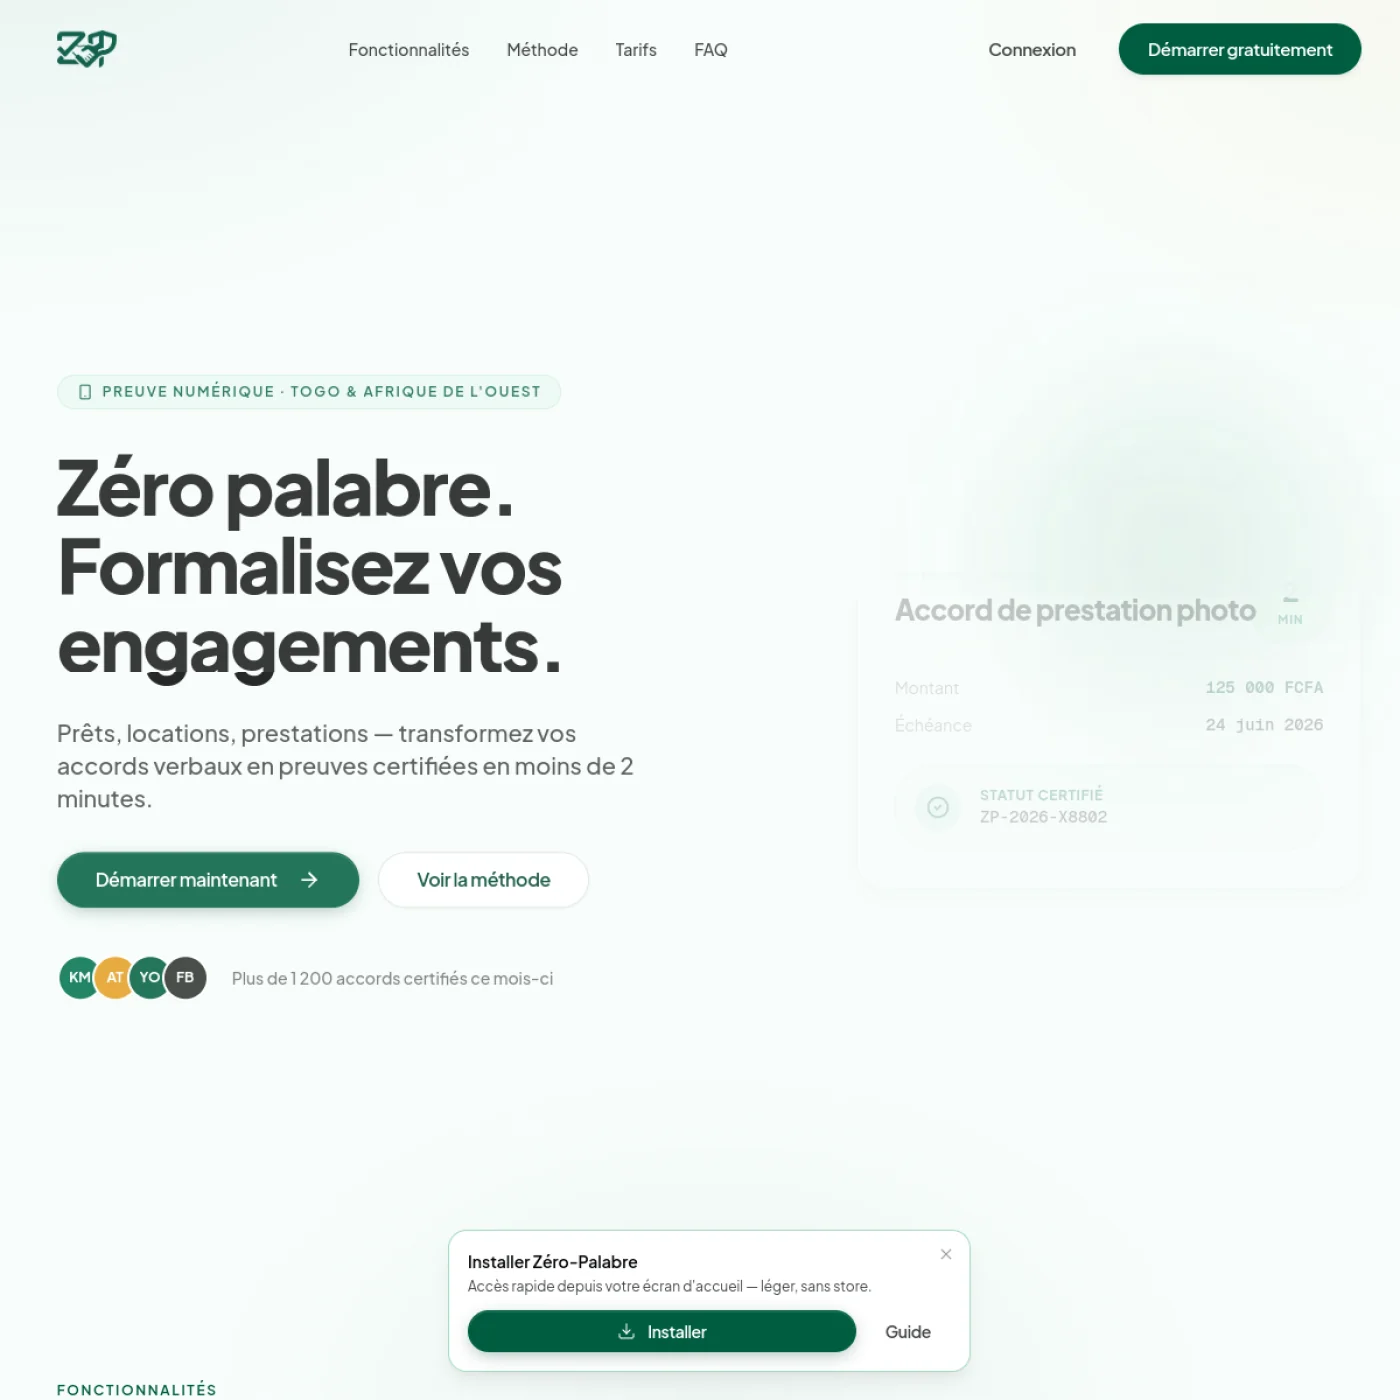 ZP
Fonctionnalités
Méthode
Tarifs
FAQ
Connexion
Démarrer gratuitement
PREUVE NUMÉRIQUE · TOGO & AFRIQUE DE L'OUEST
Zéro palabre.
Formalisez vos
engagements.
Prêts, locations, prestations — transformez vos
accords verbaux en preuves certifiées en moins de 2
minutes.
Démarrer maintenant
Voir la méthode
KM
AT
YO
FB
Plus de 1 200 accords certifiés ce mois-ci
2
MIN
Accord de prestation photo
Montant
125 000 FCFA
Échéance
24 juin 2026
STATUT CERTIFIÉ
ZP-2026-X8802
Installer Zéro-Palabre
Accès rapide depuis votre écran d'accueil — léger, sans store.
Installer
Guide
FONCTIONNALITÉS